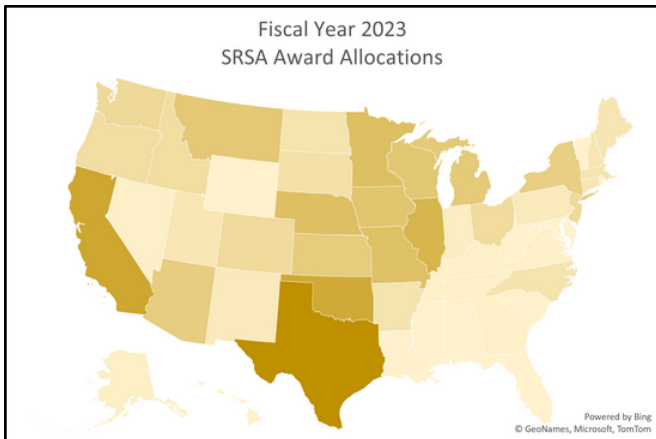 Fiscal Year 2023
SRSA Award Allocations
Powered by Bing
© GeoNames, Microsoft, TomTom